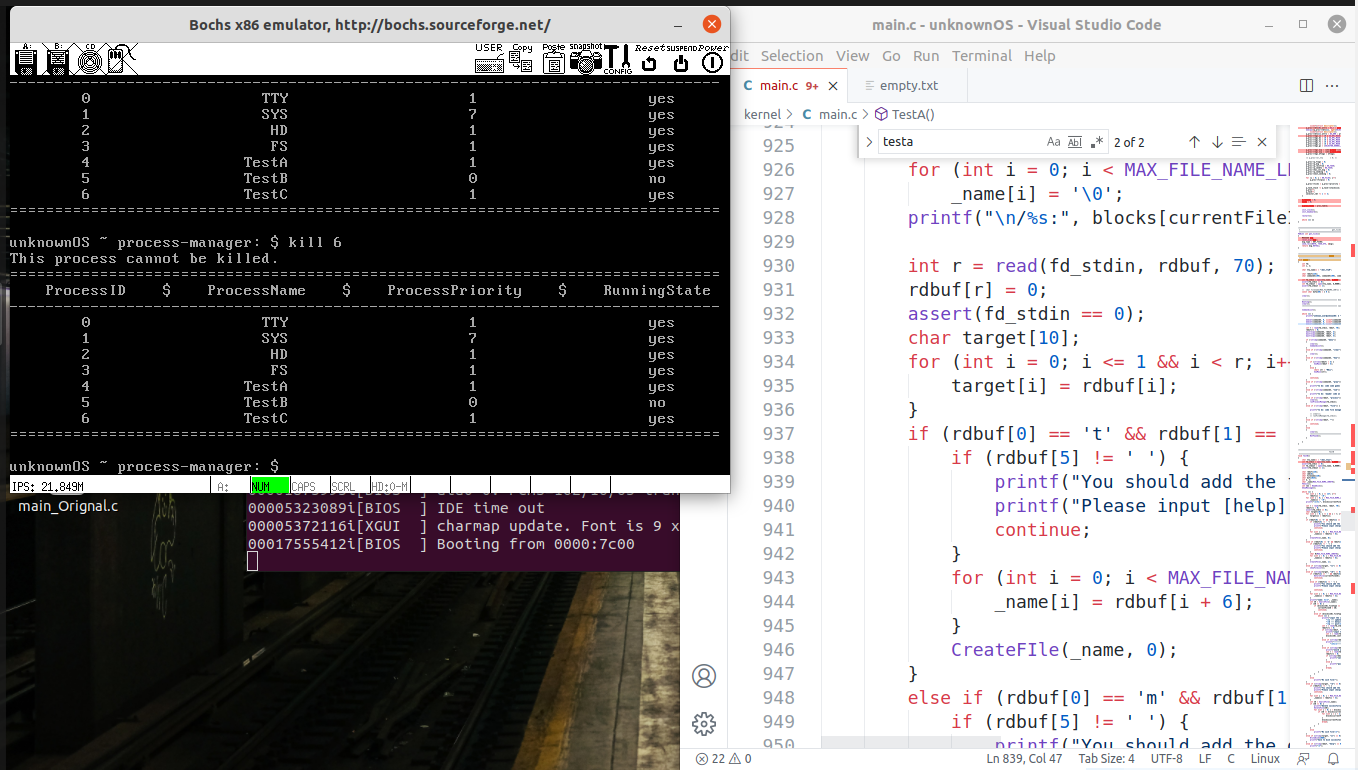 Bochs x86 emulator, http://bochs.sourceforge.net/
A: B: CD USER Copy Paste snapshot CONFIG Reset SUSPEND Power
0 TTY 1 yes
1 SYS 7 yes
2 HD 1 yes
3 FS 1 yes
4 TestA 1 yes
5 TestB 0 no
6 TestC 1 yes
================================================================================
unknownOS ~ process-manager: $ kill 6
This process cannot be killed.
================================================================================
ProcessID $ ProcessName $ ProcessPriority $ RunningState
--------------------------------------------------------------------------------
0 TTY 1 yes
1 SYS 7 yes
2 HD 1 yes
3 FS 1 yes
4 TestA 1 yes
5 TestB 0 no
6 TestC 1 yes
================================================================================
unknownOS ~ process-manager: $
IPS: 21,849M A: NUM CAPS SCRL HD:0-M
main_Orignal.c
00005323089i[BIOS ] IDE time out
00005372116i[XGUI ] charmap update. Font is 9 x
00017555412i[BIOS ] Booting from 0000:7c00
main.c - unknownOS - Visual Studio Code
dit Selection View Go Run Terminal Help
C main.c 9+ empty.txt
kernel > C main.c > TestA()
testa Aa Abl .* 2 of 2
925
926 for (int i = 0; i < MAX_FILE_NAME_LE
927 _name[i] = '\0';
928 printf("\n/%s:", blocks[currentFile
929
930 int r = read(fd_stdin, rdbuf, 70);
931 rdbuf[r] = 0;
932 assert(fd_stdin == 0);
933 char target[10];
934 for (int i = 0; i <= 1 && i < r; i+
935 target[i] = rdbuf[i];
936 }
937 if (rdbuf[0] == 't' && rdbuf[1] ==
938 if (rdbuf[5] != ' ') {
939 printf("You should add the
940 printf("Please input [help]
941 continue;
942 }
943 for (int i = 0; i < MAX_FILE_NA
944 _name[i] = rdbuf[i + 6];
945 }
946 CreateFIle(_name, 0);
947 }
948 else if (rdbuf[0] == 'm' && rdbuf[1
949 if (rdbuf[5] != ' ') {
950 printf("You should add the
22 0 Ln 839, Col 47 Tab Size: 4 UTF-8 LF C Linux